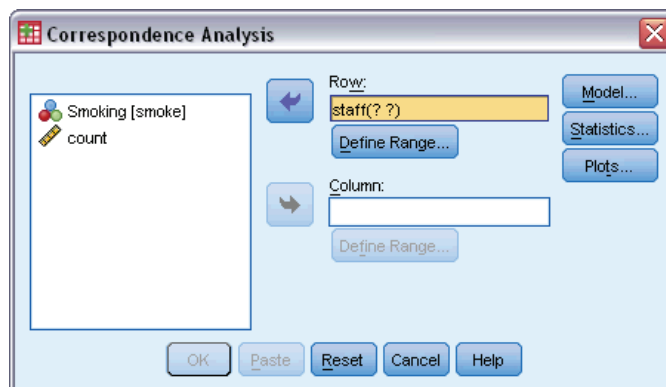 Correspondence Analysis
Smoking [smoke]
count
Row:
staff(? ?)
Define Range...
Column:
Define Range...
Model...
Statistics...
Plots...
OK
Paste
Reset
Cancel
Help